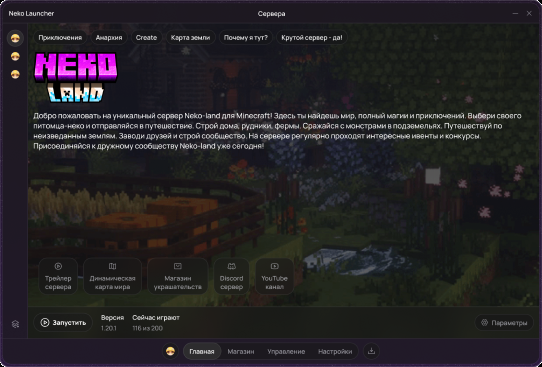 Neko Launcher
Сервера
Приключения Анархия Create Карта земли Почему я тут? Крутой сервер - да!
NEKO
LAND
Добро пожаловать на уникальный сервер Neko-land для Minecraft! Здесь ты найдешь мир, полный магии и приключений. Выбери своего
питомца-неко и отправляйся в путешествие. Строй дома, рудники, фермы. Сражайся с монстрами в подземельях. Путешествуй по
неизведанным землям. Заводи друзей и строй сообщество. На сервере регулярно проходят интересные ивенты и конкурсы.
Присоединяйся к дружному сообществу Neko-land уже сегодня!
Трейлер
сервера
Динамическая
карта мира
Магазин
украшательств
Discord
сервер
YouTube
канал
Запустить
Версия
1.20.1
Сейчас играют
116 из 200
Параметры
Главная Магазин Управление Настройки